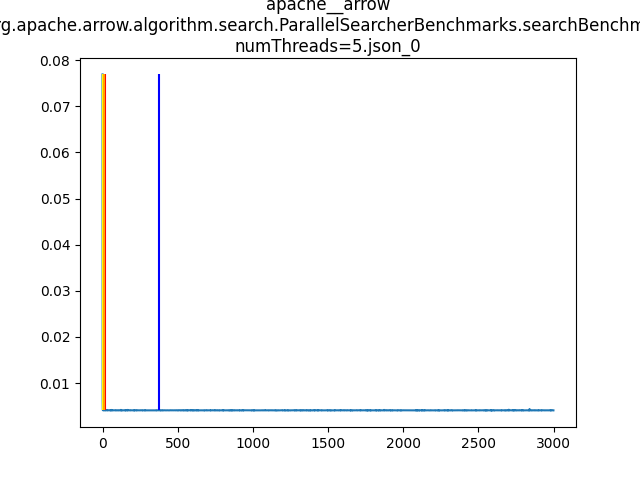 apache__arrow
rg.apache.arrow.algorithm.search.ParallelSearcherBenchmarks.searchBenchm
numThreads=5.json_0
0.08
0.07
0.06
0.05
0.04
0.03
0.02
0.01
0 500 1000 1500 2000 2500 3000